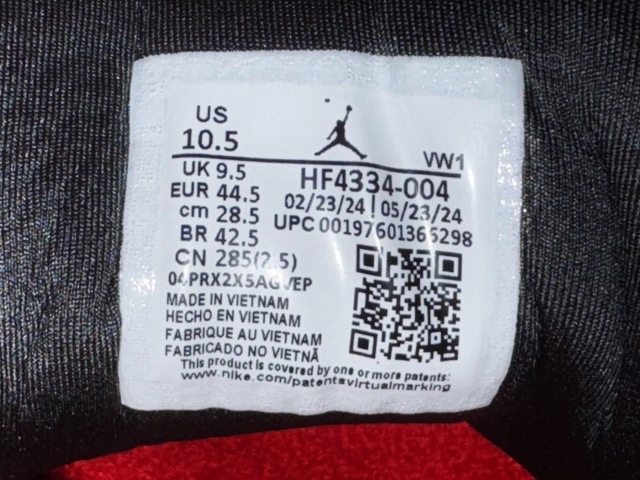 US
10.5
VW1
UK 9.5
EUR 44.5
cm 28.5
BR 42.5
CN 285(2.5)
HF4334-004
02/23/24 | 05/23/24
UPC 00197601365298
MADE IN VIETNAM
HECHO EN VIETNAM
FABRIQUE AU VIETNAM
FABRICADO NO VIETNÃ
This product is covered by one or more patents:
www.nike.com/patentsvirtualmarking